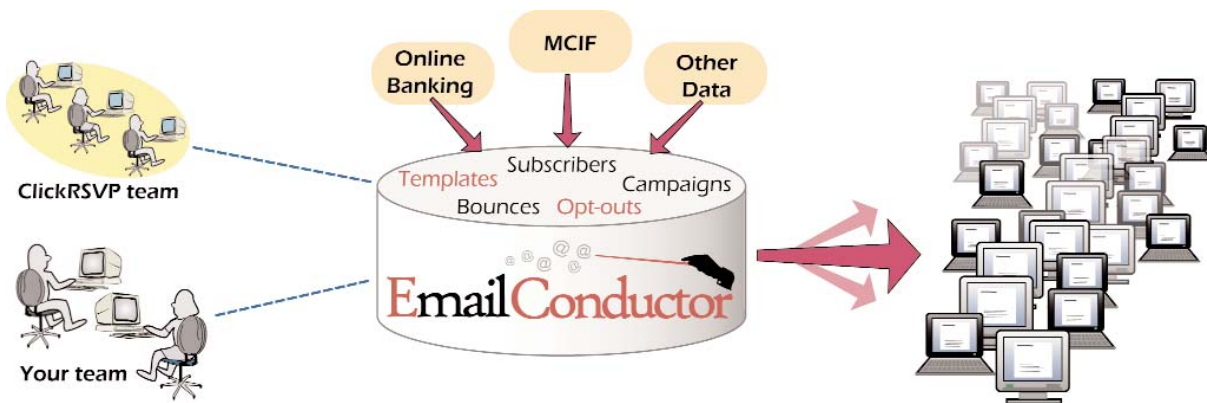 Online
Banking
MCIF
Other
Data
ClickRSVP team
Subscribers
Templates
Campaigns
Bounces
Opt-outs
@ @ @ @ @ @
EmailConductor
Your team